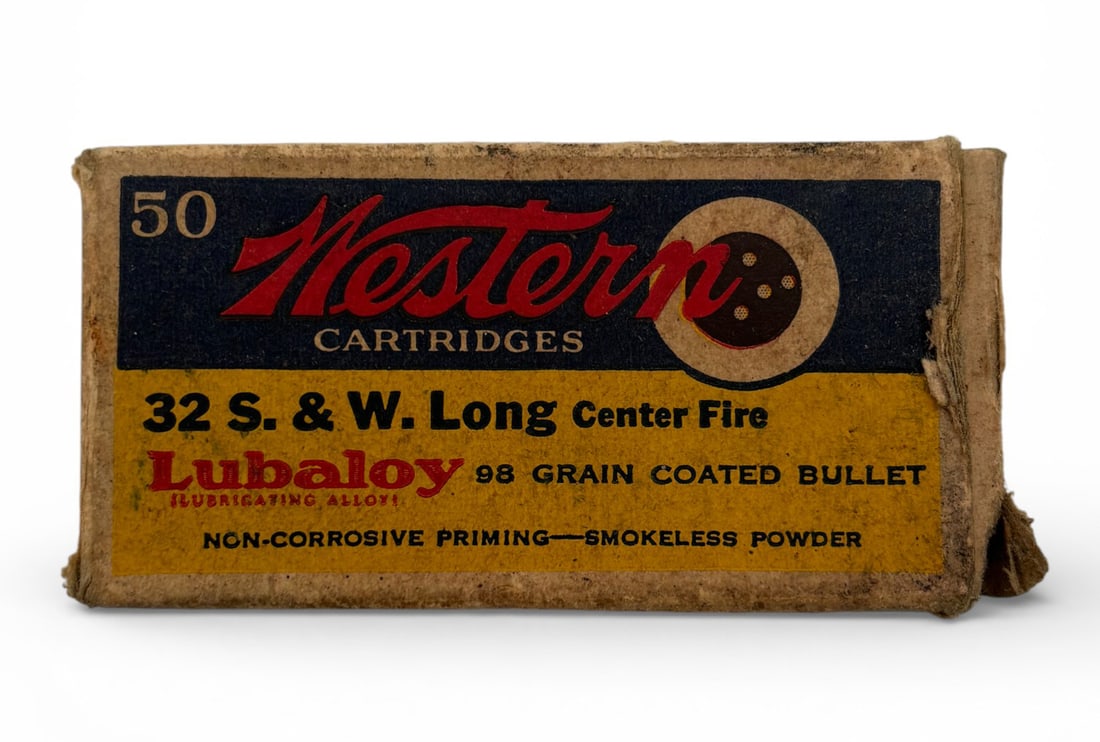 50
Western
CARTRIDGES
32 S. & W. Long Center Fire
Lubaloy 98 GRAIN COATED BULLET
(LUBRICATING ALLOY)
NON-CORROSIVE PRIMING—SMOKELESS POWDER